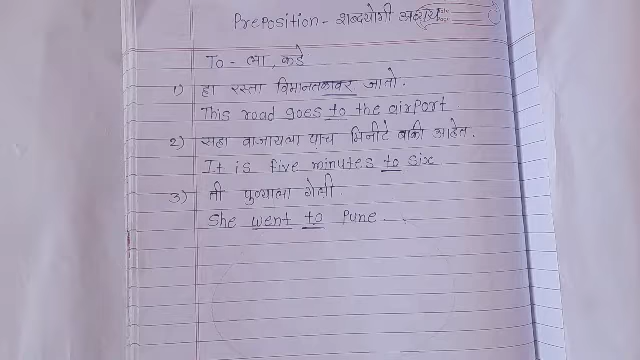 Preposition - शब्दयोगी अव्यय
To - ला, कडे
1) हा रस्ता विमानतळावर जातो.
This road goes to the airport
2) सहा वाजायला पाच मिनीटे बाकी आहेत.
It is five minutes to six
3) ती पुण्याला गेली
She went to Pune